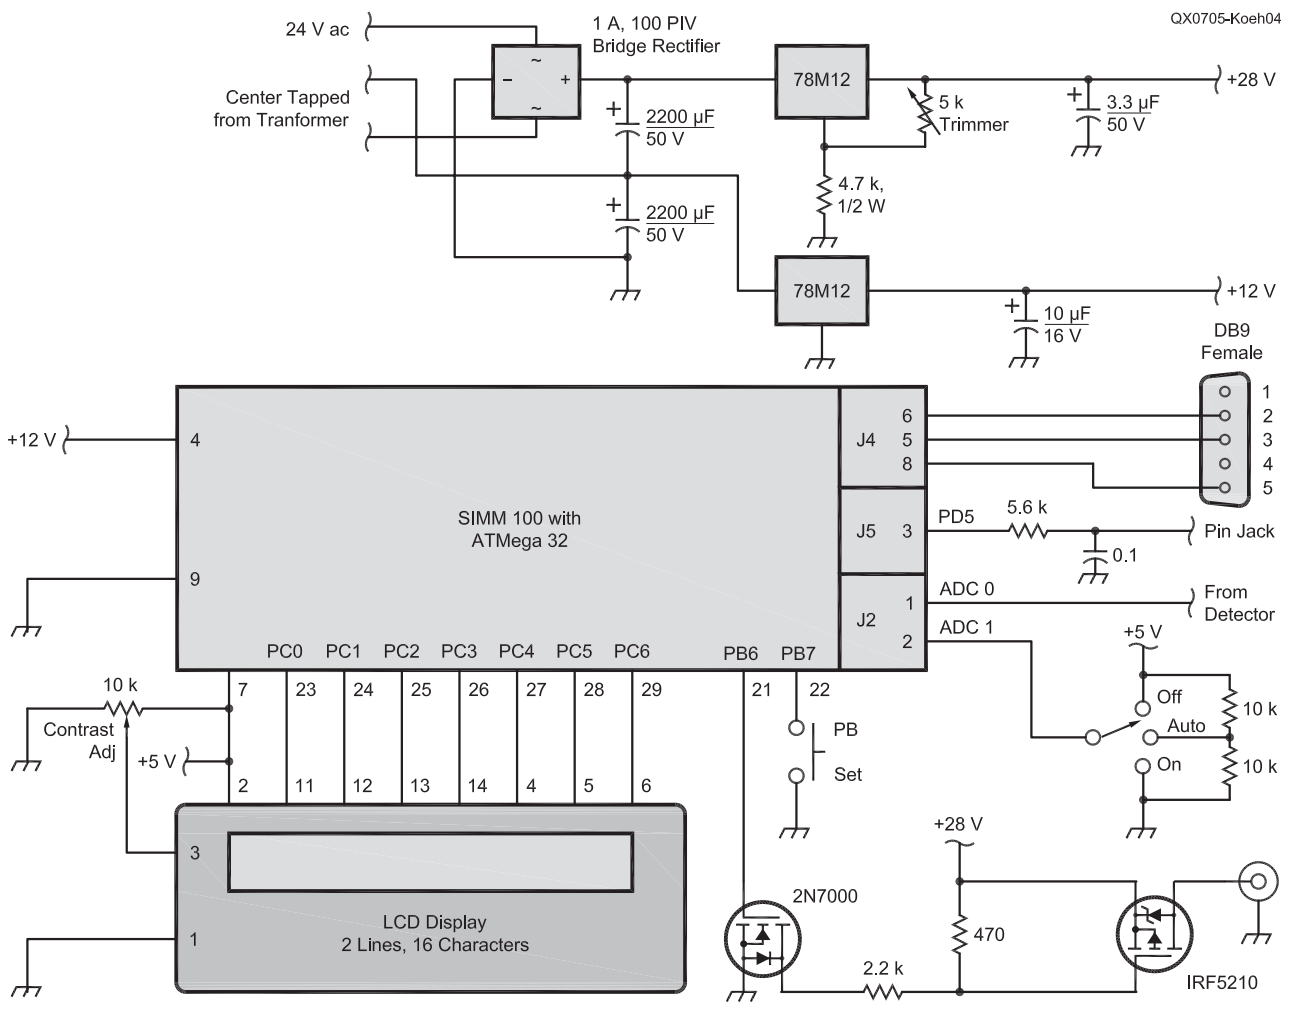 QX0705-Koeh04
24 V ac
1 A, 100 PIV
Bridge Rectifier
~
–
+
~
78M12
+28 V
Center Tapped
from Tranformer
+
2200 µF
50 V
5 k
Trimmer
+
3.3 µF
50 V
4.7 k,
1/2 W
+
2200 µF
50 V
78M12
+12 V
+
10 µF
16 V
DB9
Female
1
2
3
4
5
+12 V
4
9
SIMM 100 with
ATMega 32
J4
6
5
8
J5
3
PD5
5.6 k
Pin Jack
0.1
J2
1
2
ADC 0
From
Detector
ADC 1
+5 V
Off
Auto
On
10 k
10 k
PC0
PC1
PC2
PC3
PC4
PC5
PC6
PB6
PB7
7
23
24
25
26
27
28
29
21
22
10 k
Contrast
Adj
+5 V
PB
Set
2
11
12
13
14
4
5
6
3
1
LCD Display
2 Lines, 16 Characters
2N7000
2.2 k
+28 V
470
IRF5210